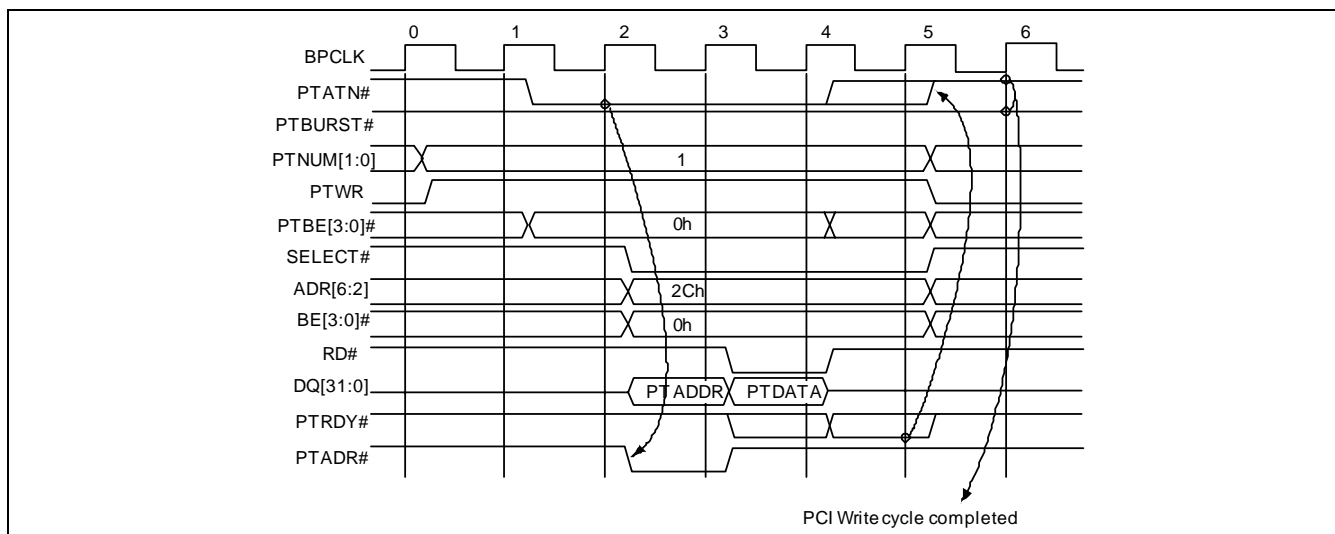 0 1 2 3 4 5 6
BPCLK
PTATN#
PTBURST#
PTNUM[1:0] 1
PTWR
PTBE[3:0]# 0h
SELECT#
ADR[6:2] 2Ch
BE[3:0]# 0h
RD#
DQ[31:0] PTADDR PTDATA
PTRDY#
PTADR#
PCI Write cycle completed